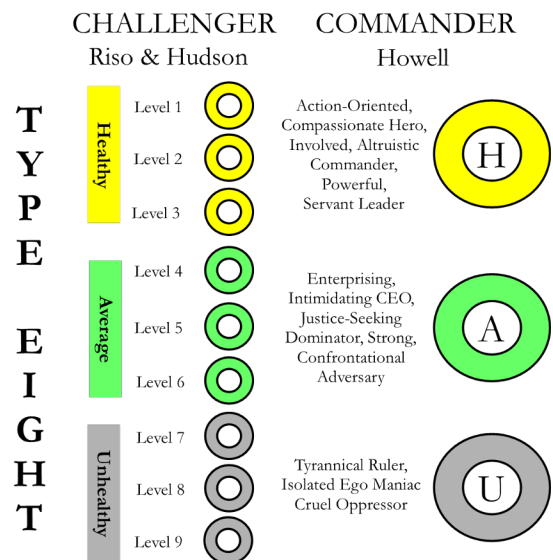 CHALLENGER
Riso & Hudson
COMMANDER
Howell
TYPE EIGHT
Healthy
Level 1
Level 2
Level 3
Action-Oriented,
Compassionate Hero,
Involved, Altruistic
Commander,
Powerful,
Servant Leader
H
Average
Level 4
Level 5
Level 6
Enterprising,
Intimidating CEO,
Justice-Seeking
Dominator, Strong,
Confrontational
Adversary
A
Unhealthy
Level 7
Level 8
Level 9
Tyrannical Ruler,
Isolated Ego Maniac
Cruel Oppressor
U